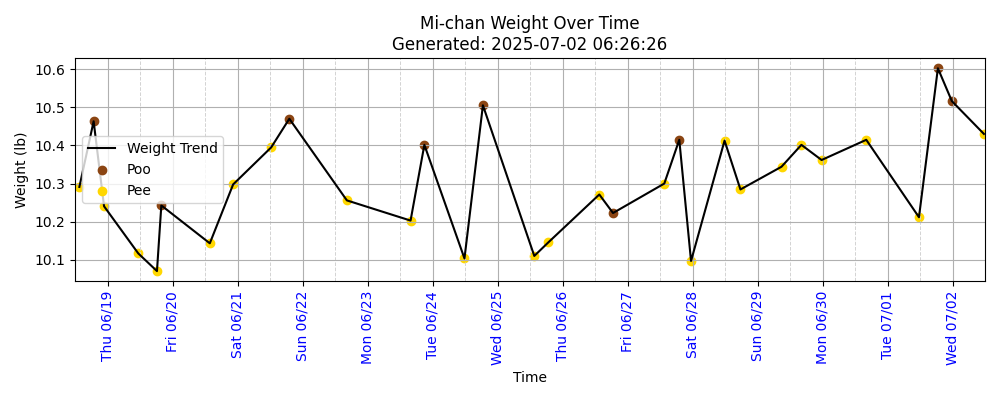 Mi-chan Weight Over Time
Generated: 2025-07-02 06:26:26
Weight (lb)
10.6
10.5
10.4
10.3
10.2
10.1
Weight Trend
Poo
Pee
Thu 06/19
Fri 06/20
Sat 06/21
Sun 06/22
Mon 06/23
Tue 06/24
Wed 06/25
Thu 06/26
Fri 06/27
Sat 06/28
Sun 06/29
Mon 06/30
Tue 07/01
Wed 07/02
Time